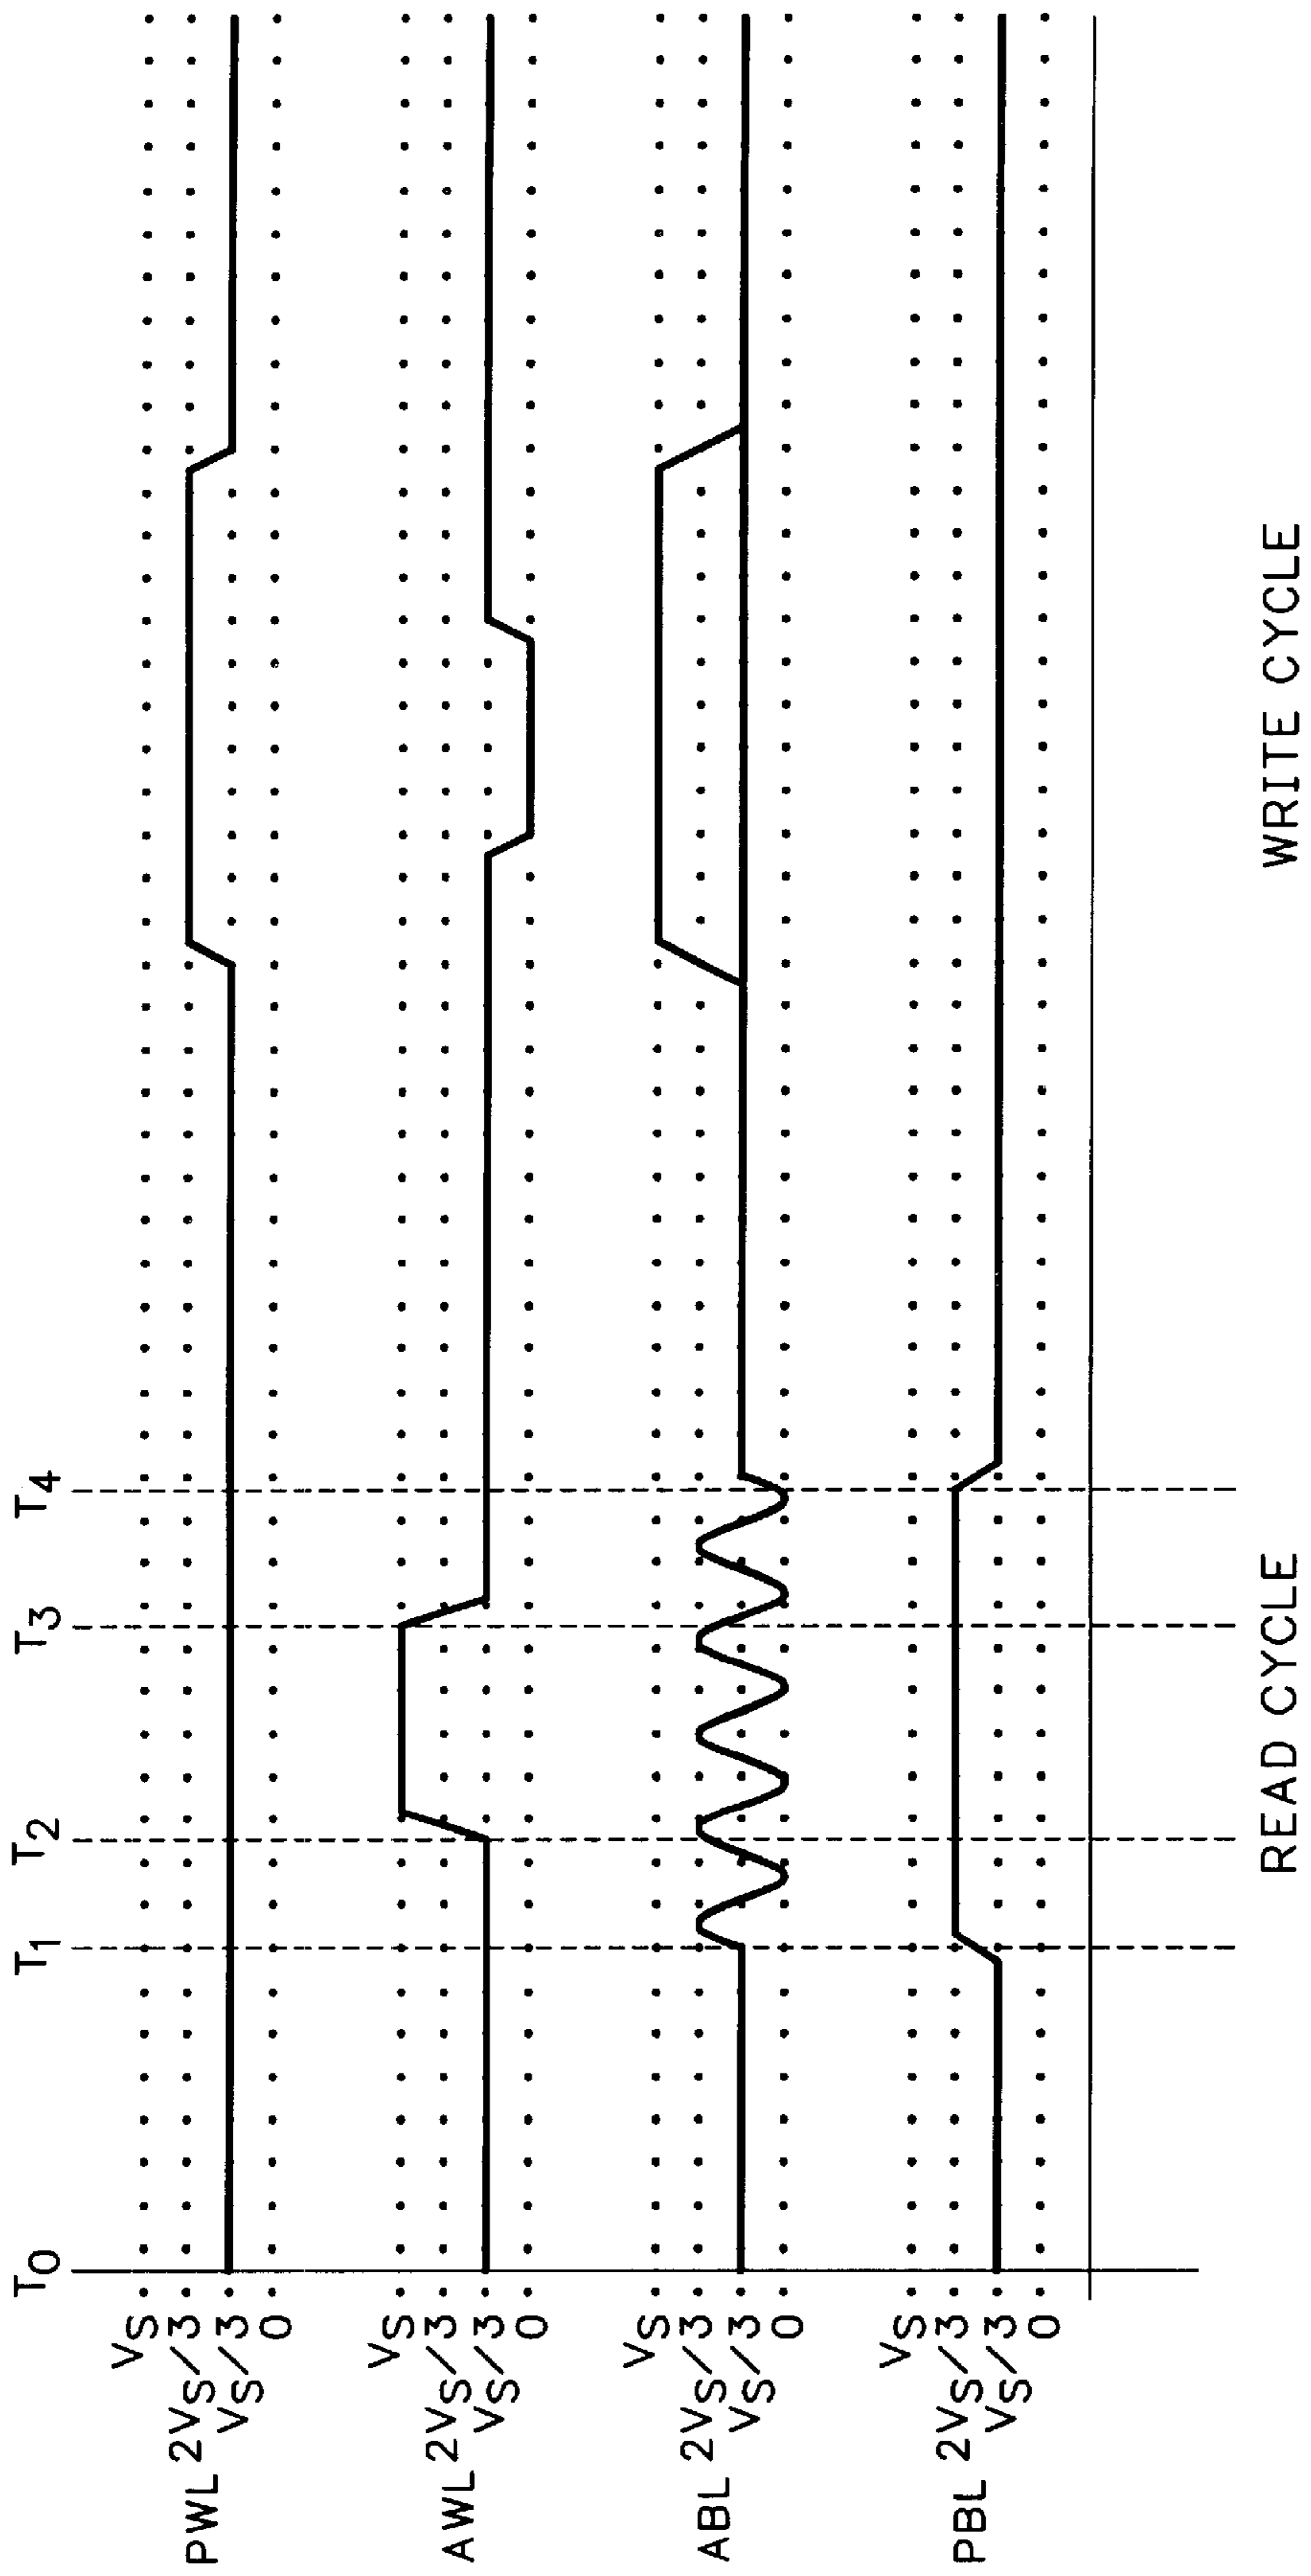 T0 T1 T2 T3 T4
VS
PWL 2VS/3
VS/3
0
VS
AWL 2VS/3
VS/3
0
VS
ABL 2VS/3
VS/3
0
VS
PBL 2VS/3
VS/3
0
READ CYCLE WRITE CYCLE